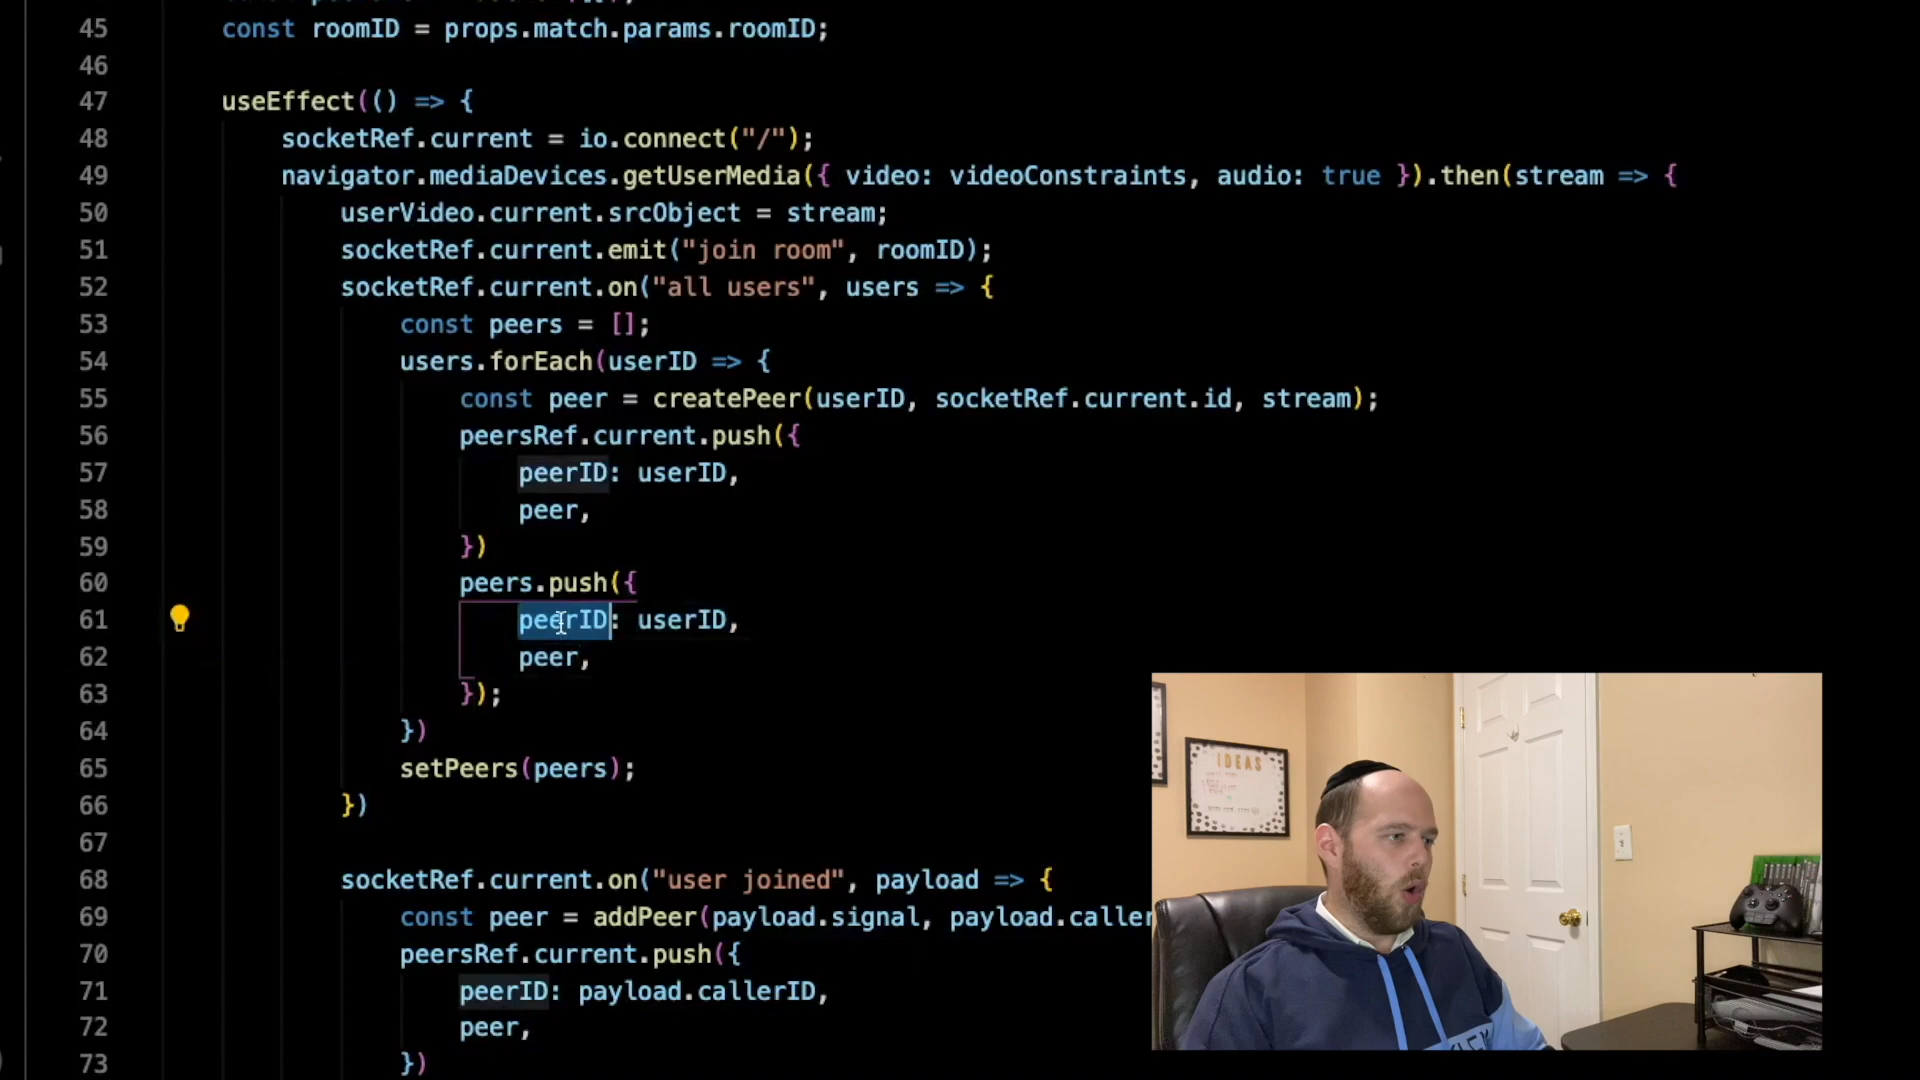 45 const roomID = props.match.params.roomID;
46
47 useEffect(() => {
48 socketRef.current = io.connect("/");
49 navigator.mediaDevices.getUserMedia({ video: videoConstraints, audio: true }).then(stream => {
50 userVideo.current.srcObject = stream;
51 socketRef.current.emit("join room", roomID);
52 socketRef.current.on("all users", users => {
53 const peers = [];
54 users.forEach(userID => {
55 const peer = createPeer(userID, socketRef.current.id, stream);
56 peersRef.current.push({
57 peerID: userID,
58 peer,
59 })
60 peers.push({
61 peerID: userID,
62 peer,
63 });
64 })
65 setPeers(peers);
66 })
67
68 socketRef.current.on("user joined", payload => {
69 const peer = addPeer(payload.signal, payload.caller
70 peersRef.current.push({
71 peerID: payload.callerID,
72 peer,
73 })
IDEAS